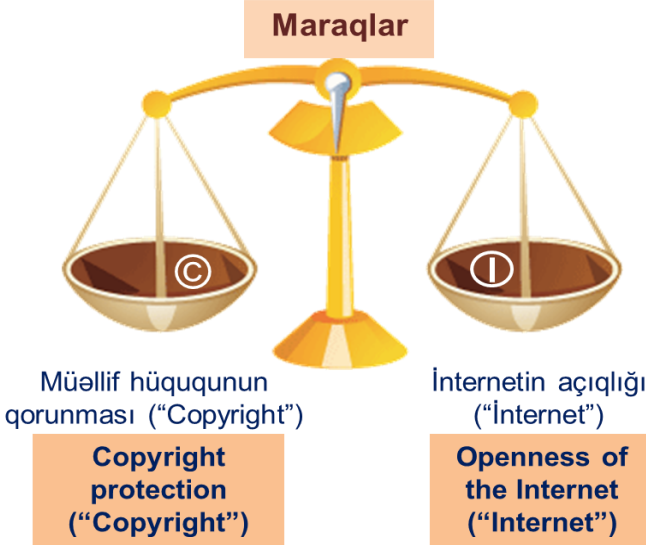 Maraqlar
©
Ⓘ
Müəllif hüququnun
qorunması (“Copyright”)
Copyright
protection
(“Copyright”)
İnternetin açıqlığı
(“İnternet”)
Openness of
the Internet
(“Internet”)